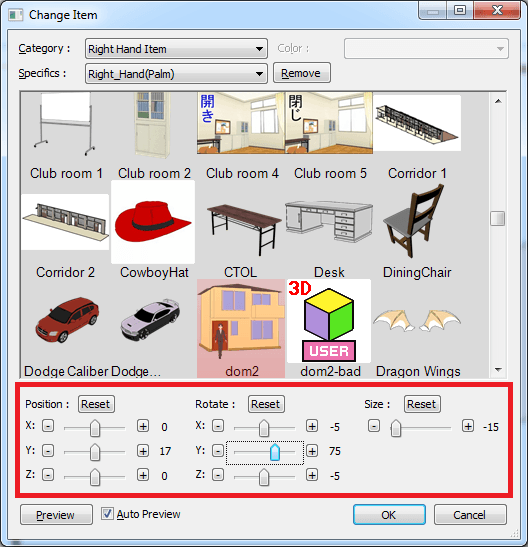 Change Item
Category : Right Hand Item Color :
Specifics : Right_Hand(Palm) Remove
開き 閉じ
Club room 1 Club room 2 Club room 4 Club room 5 Corridor 1
Corridor 2 CowboyHat CTOL Desk DiningChair
3D
USER
Dodge Caliber Dodge... dom2 dom2-bad Dragon Wings
Position : Reset Rotate : Reset Size : Reset
X: - + 0 X: - + -5 - + -15
Y: - + 17 Y: - + 75
Z: - + 0 Z: - + -5
Preview Auto Preview OK Cancel